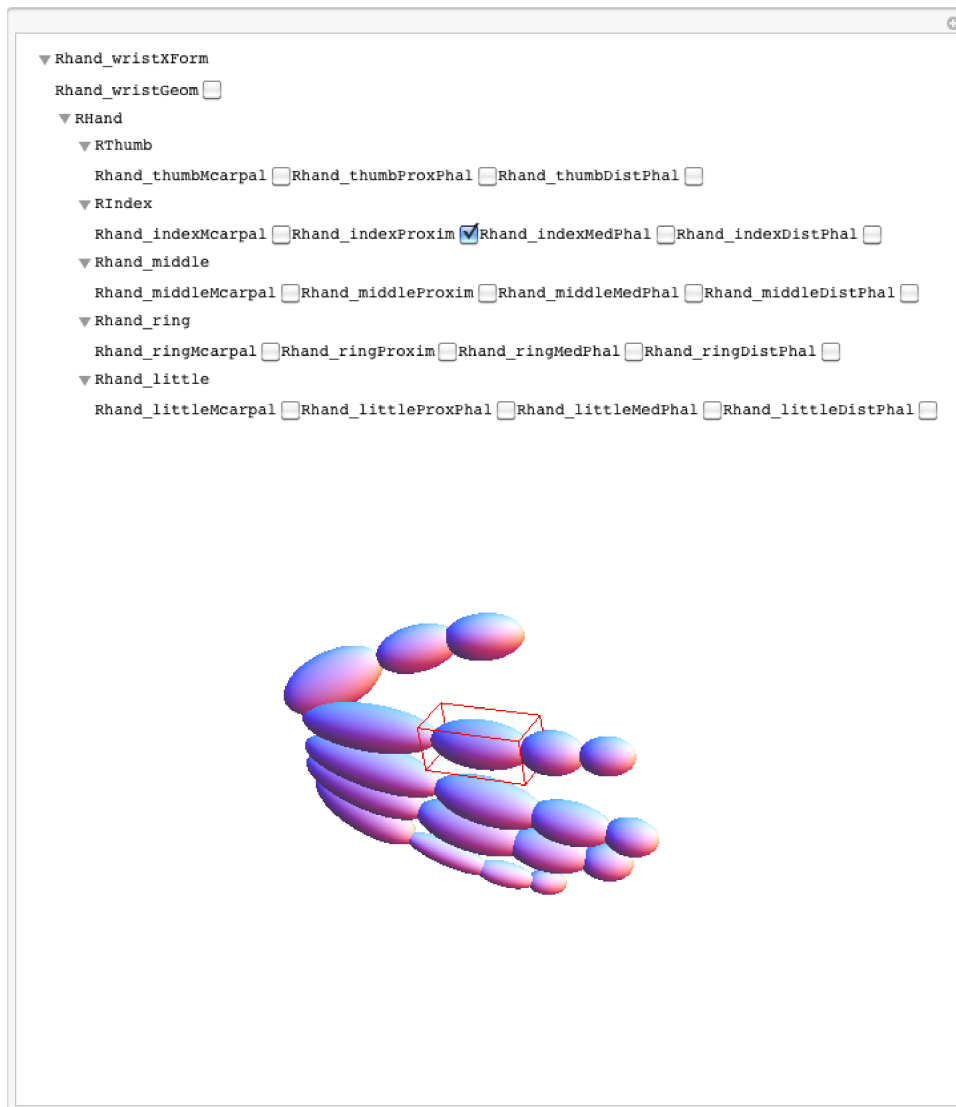 Rhand_wristXForm
Rhand_wristGeom
RHand
RThumb
Rhand_thumbMcarpal Rhand_thumbProxPhal Rhand_thumbDistPhal
RIndex
Rhand_indexMcarpal Rhand_indexProxim Rhand_indexMedPhal Rhand_indexDistPhal
Rhand_middle
Rhand_middleMcarpal Rhand_middleProxim Rhand_middleMedPhal Rhand_middleDistPhal
Rhand_ring
Rhand_ringMcarpal Rhand_ringProxim Rhand_ringMedPhal Rhand_ringDistPhal
Rhand_little
Rhand_littleMcarpal Rhand_littleProxPhal Rhand_littleMedPhal Rhand_littleDistPhal